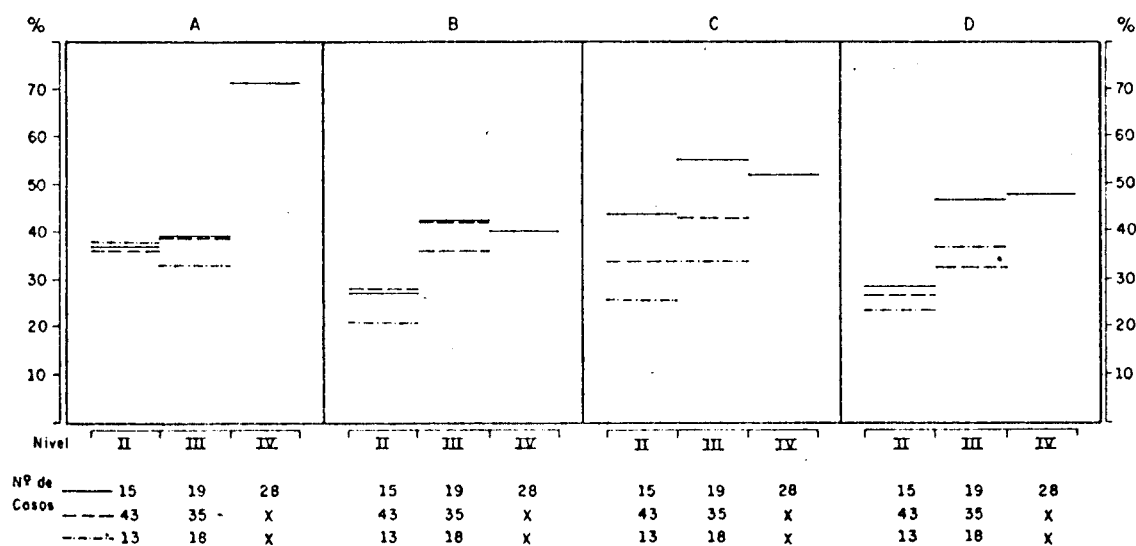 % A B C D %
70 70
60 60
50 50
40 40
30 30
20 20
10 10
Nivel II III IV II III IV II III IV II III IV
Nº de Casos
15 19 28 15 19 28 15 19 28 15 19 28
43 35 X 43 35 X 43 35 X 43 35 X
13 18 X 13 18 X 13 18 X 13 18 X